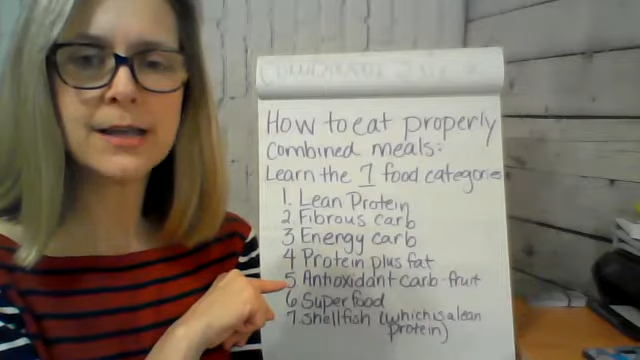 How to eat properly
combined meals:
Learn the 7 food categories
1. Lean Protein
2. Fibrous carb
3 Energy carb
4 Protein plus fat
5 Antioxidant carb-fruit
6 Superfood
7. shellfish (which is a lean
protein)